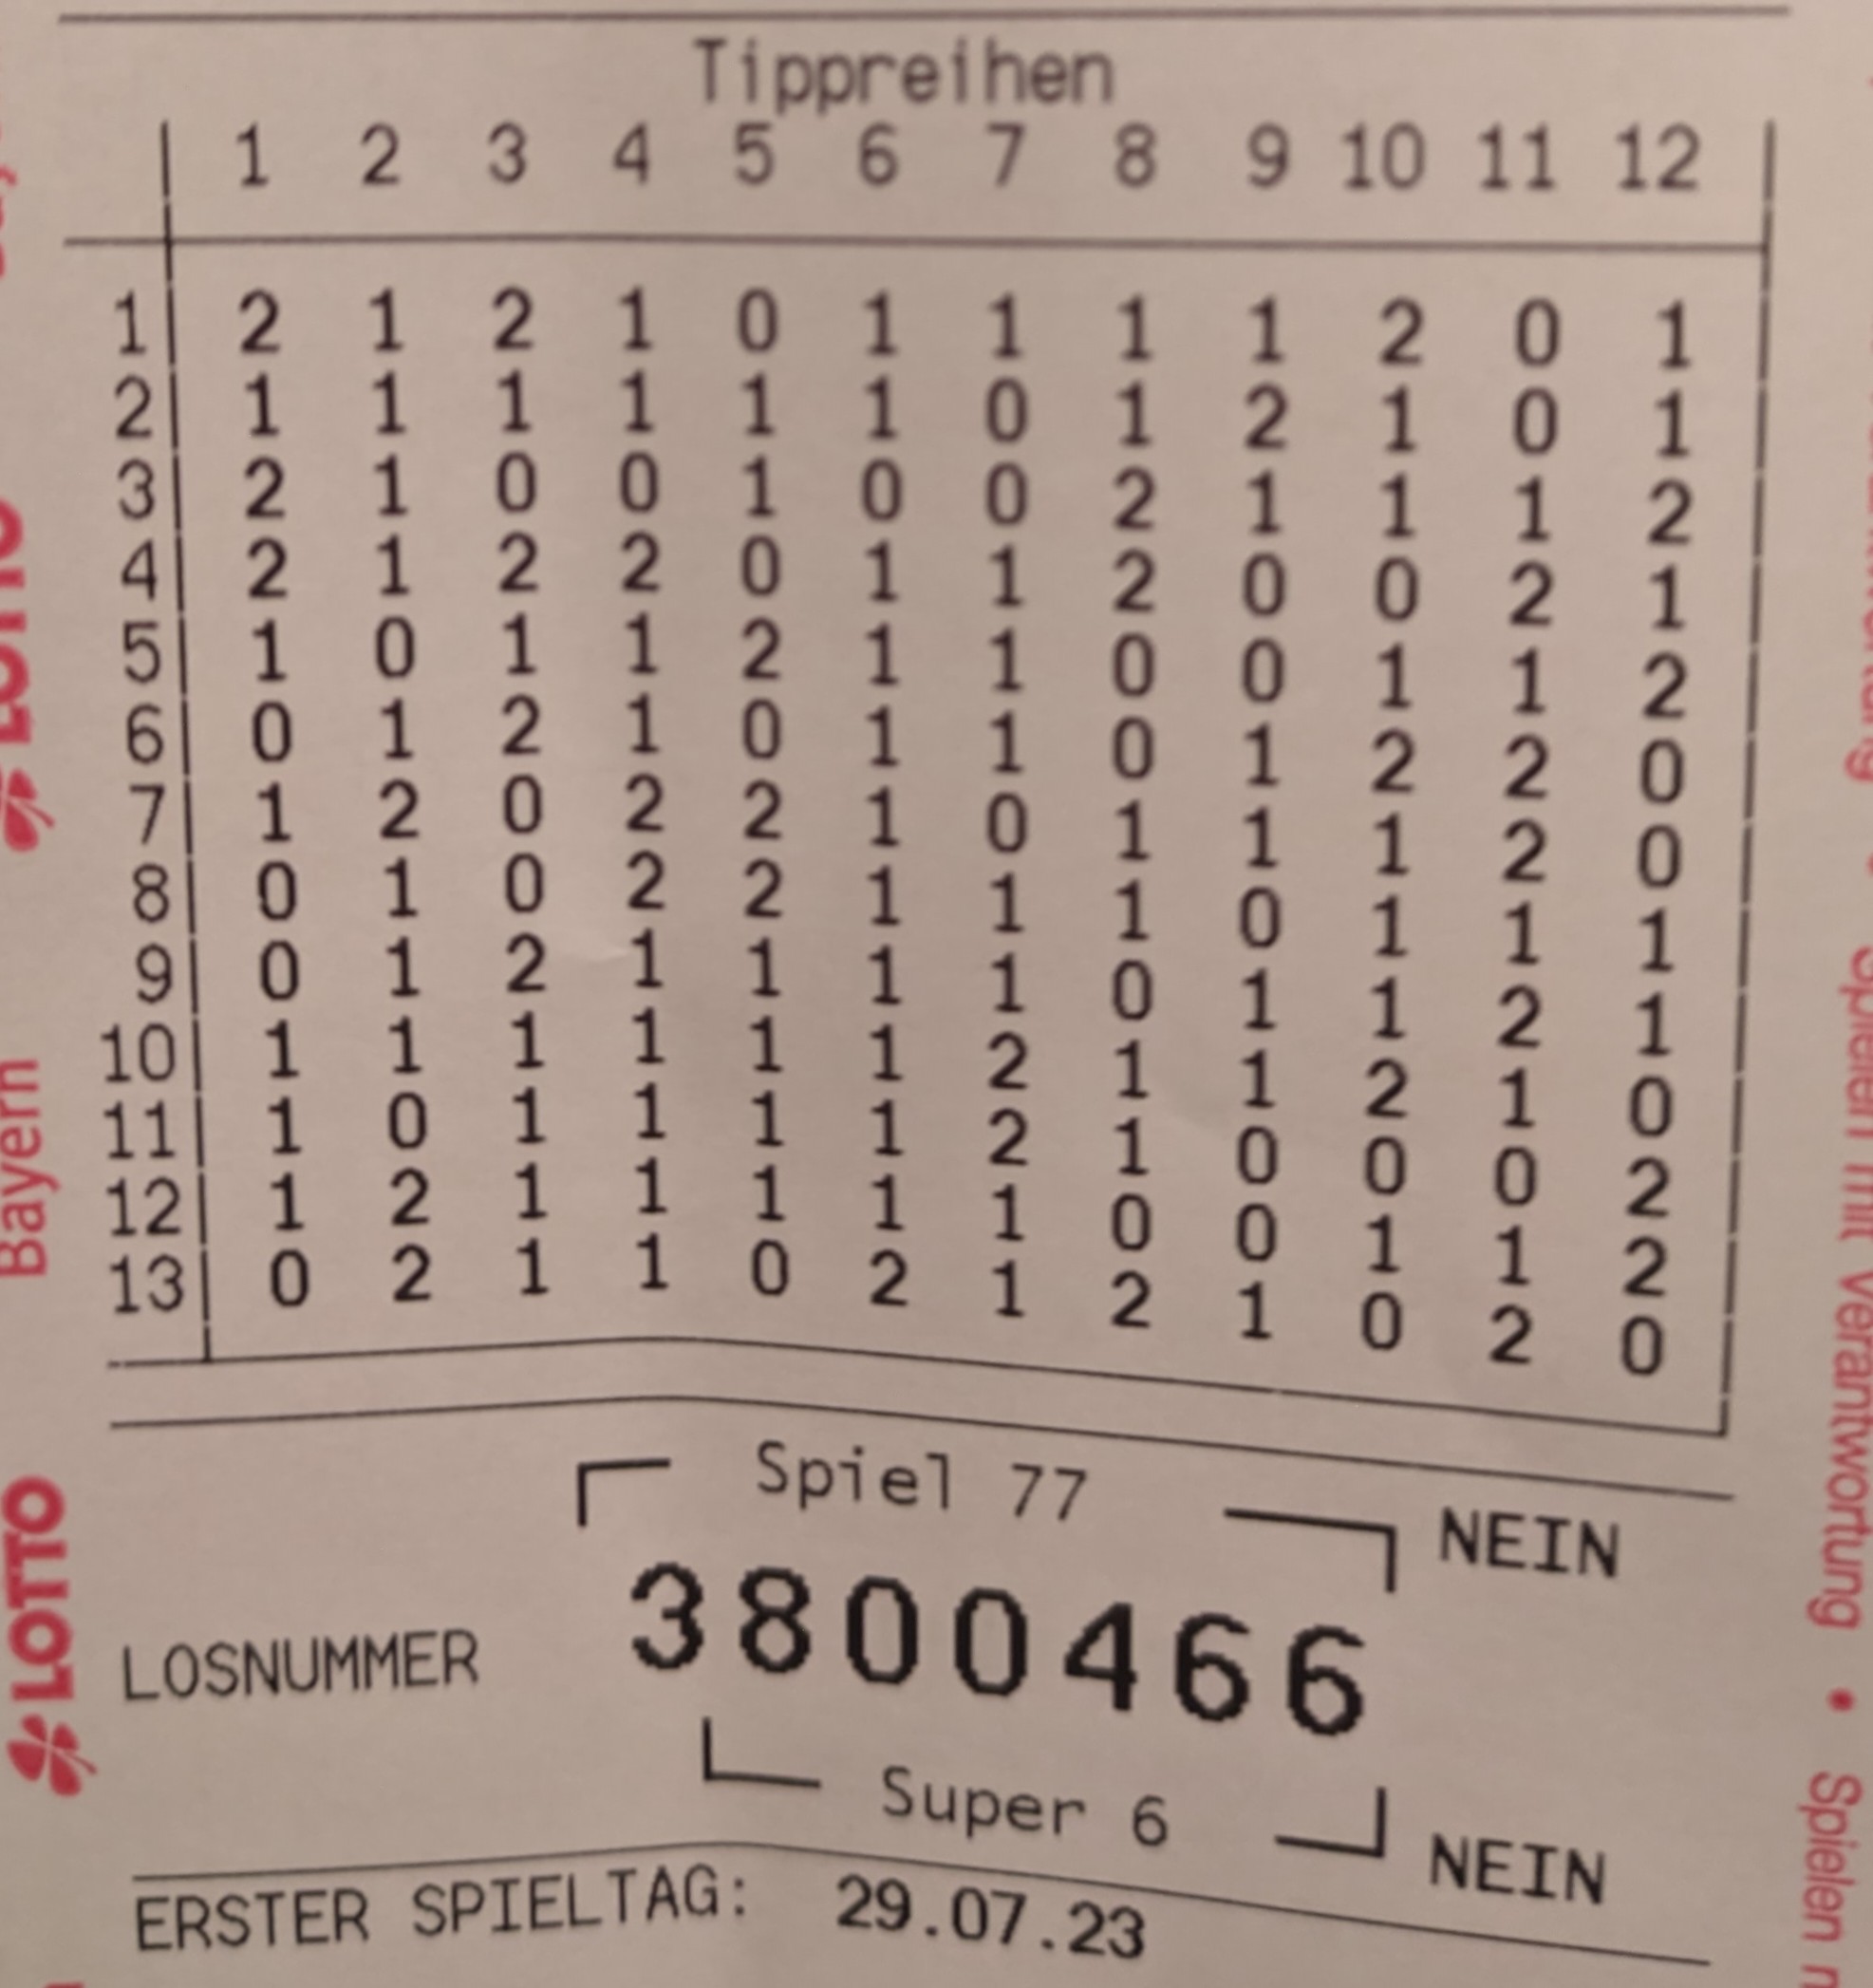 Tippreihen
1 2 3 4 5 6 7 8 9 10 11 12
1 2 1 2 1 0 1 1 1 1 2 0 1
2 1 1 1 1 1 1 0 1 2 1 0 1
3 2 1 0 0 1 0 0 2 1 1 1 2
4 2 1 2 2 0 1 1 2 0 0 2 1
5 1 0 1 1 2 1 1 0 0 1 1 2
6 0 1 2 1 0 1 1 0 1 2 2 0
7 1 2 0 2 2 1 0 1 1 1 2 0
8 0 1 0 2 2 1 1 1 0 1 1 1
9 0 1 2 1 1 1 1 0 1 1 2 1
10 1 1 1 1 1 1 2 1 1 2 1 0
11 1 0 1 1 1 1 2 1 0 0 0 2
12 1 2 1 1 1 1 1 0 0 1 1 2
13 0 2 1 1 0 2 1 2 1 0 2 0
Spiel 77 NEIN
LOSNUMMER 3800466
Super 6 NEIN
ERSTER SPIELTAG: 29.07.23
LOTTO Bayern LOTTO
Spielen mit Verantwortung • Spielen